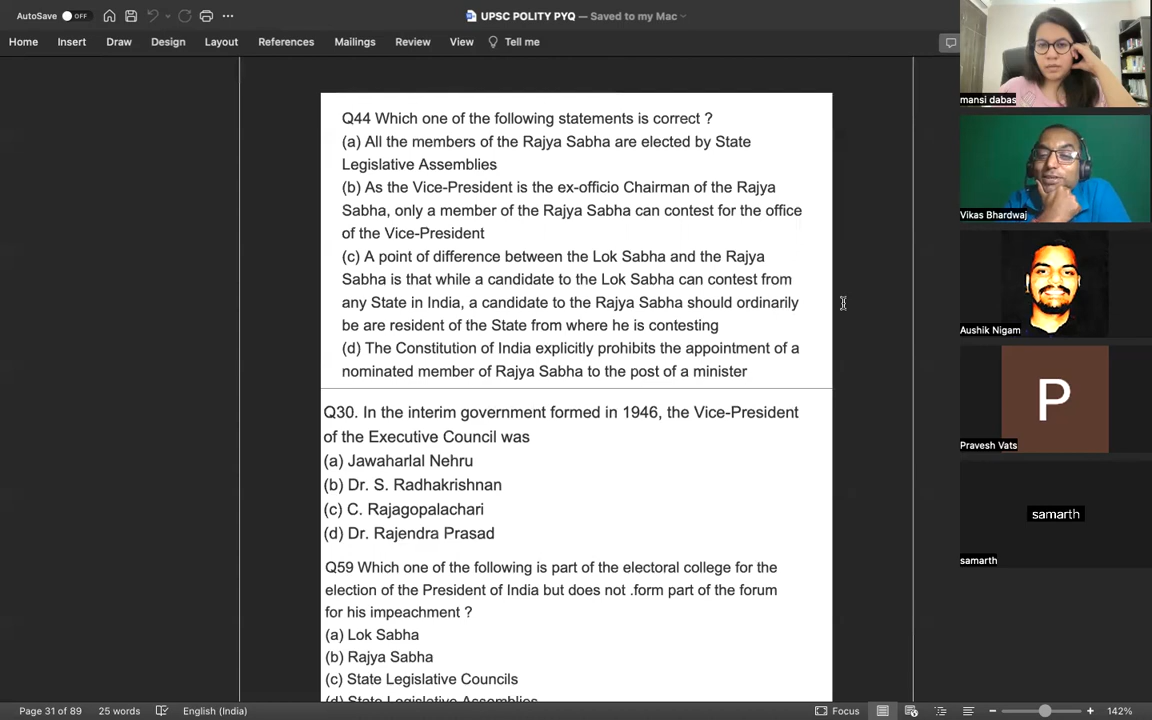 AutoSave OFF
UPSC POLITY PYQ — Saved to my Mac
Home Insert Draw Design Layout References Mailings Review View Tell me
Q44 Which one of the following statements is correct ?
(a) All the members of the Rajya Sabha are elected by State
Legislative Assemblies
(b) As the Vice-President is the ex-officio Chairman of the Rajya
Sabha, only a member of the Rajya Sabha can contest for the office
of the Vice-President
(c) A point of difference between the Lok Sabha and the Rajya
Sabha is that while a candidate to the Lok Sabha can contest from
any State in India, a candidate to the Rajya Sabha should ordinarily
be are resident of the State from where he is contesting
(d) The Constitution of India explicitly prohibits the appointment of a
nominated member of Rajya Sabha to the post of a minister
Q30. In the interim government formed in 1946, the Vice-President
of the Executive Council was
(a) Jawaharlal Nehru
(b) Dr. S. Radhakrishnan
(c) C. Rajagopalachari
(d) Dr. Rajendra Prasad
Q59 Which one of the following is part of the electoral college for the
election of the President of India but does not .form part of the forum
for his impeachment ?
(a) Lok Sabha
(b) Rajya Sabha
(c) State Legislative Councils
(d) State Legislative Assemblies
Page 31 of 89 25 words English (India) Focus 142%
mansi dabas
Vikas Bhardwaj
Aushik Nigam
P
Pravesh Vats
samarth
samarth